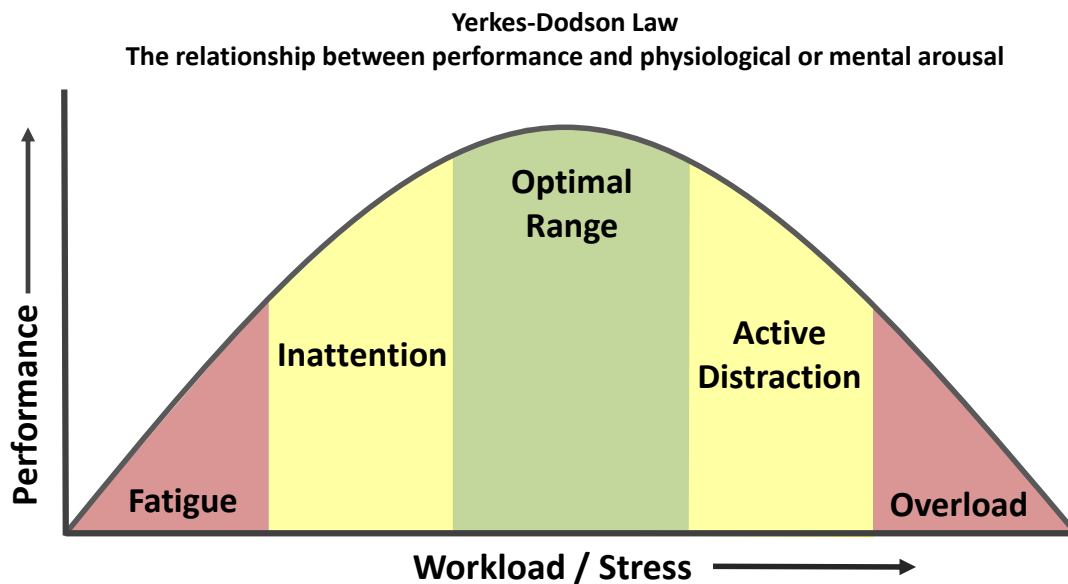 Yerkes-Dodson Law
The relationship between performance and physiological or mental arousal
Performance
Optimal
Range
Inattention
Active
Distraction
Fatigue
Overload
Workload / Stress